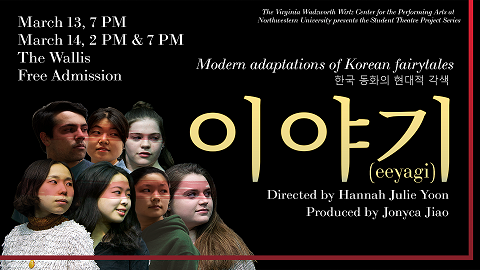 The Virginia Wadsworth Wirtz Center for the Performing Arts at
Northwestern University presents the Student Theatre Project Series
March 13, 7 PM
March 14, 2 PM & 7 PM
The Wallis
Free Admission
Modern adaptations of Korean fairytales
한국 동화의 현대적 각색
이야기
(eeyagi)
Directed by Hannah Julie Yoon
Produced by Jonyca Jiao